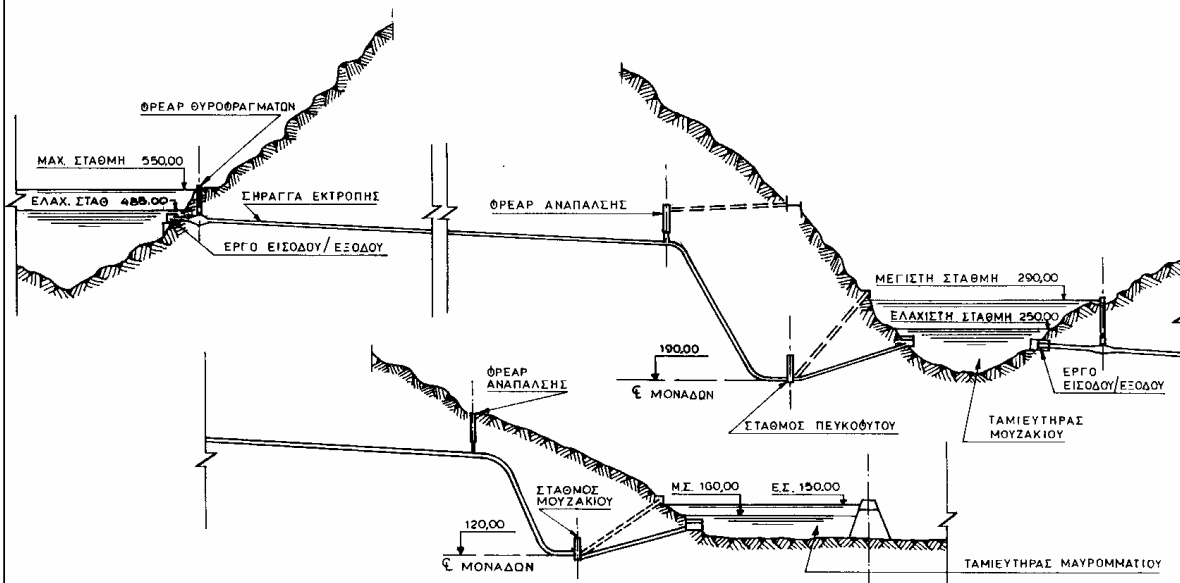 ΦΡΕΑΡ ΘΥΡΟΦΡΑΓΜΑΤΩΝ
ΜΑΧ. ΣΤΑΘΜΗ 550,00
ΕΛΑΧ. ΣΤΑΘ 485.00
ΣΗΡΑΓΓΑ ΕΚΤΡΟΠΗΣ
ΕΡΓΟ ΕΙΣΟΔΟΥ/ΕΞΟΔΟΥ
ΦΡΕΑΡ ΑΝΑΠΑΛΣΗΣ
ΜΕΓΙΣΤΗ ΣΤΑΘΜΗ 290,00
ΕΛΑΧΙΣΤΗ ΣΤΑΘΜΗ 250,00
190,00
℄ ΜΟΝΑΔΩΝ
ΕΡΓΟ
ΕΙΣΟΔΟΥ/ΕΞΟΔΟΥ
ΣΤΑΘΜΟΣ ΠΕΥΚΟΦΥΤΟΥ
ΤΑΜΙΕΥΤΗΡΑΣ
ΜΟΥΖΑΚΙΟΥ
ΦΡΕΑΡ
ΑΝΑΠΑΛΣΗΣ
ΣΤΑΘΜΟΣ
ΜΟΥΖΑΚΙΟΥ
Μ.Σ. 160,00
Ε.Σ. 150.00
120,00
℄ ΜΟΝΑΔΩΝ
ΤΑΜΙΕΥΤΗΡΑΣ ΜΑΥΡΟΜΜΑΤΙΟΥ